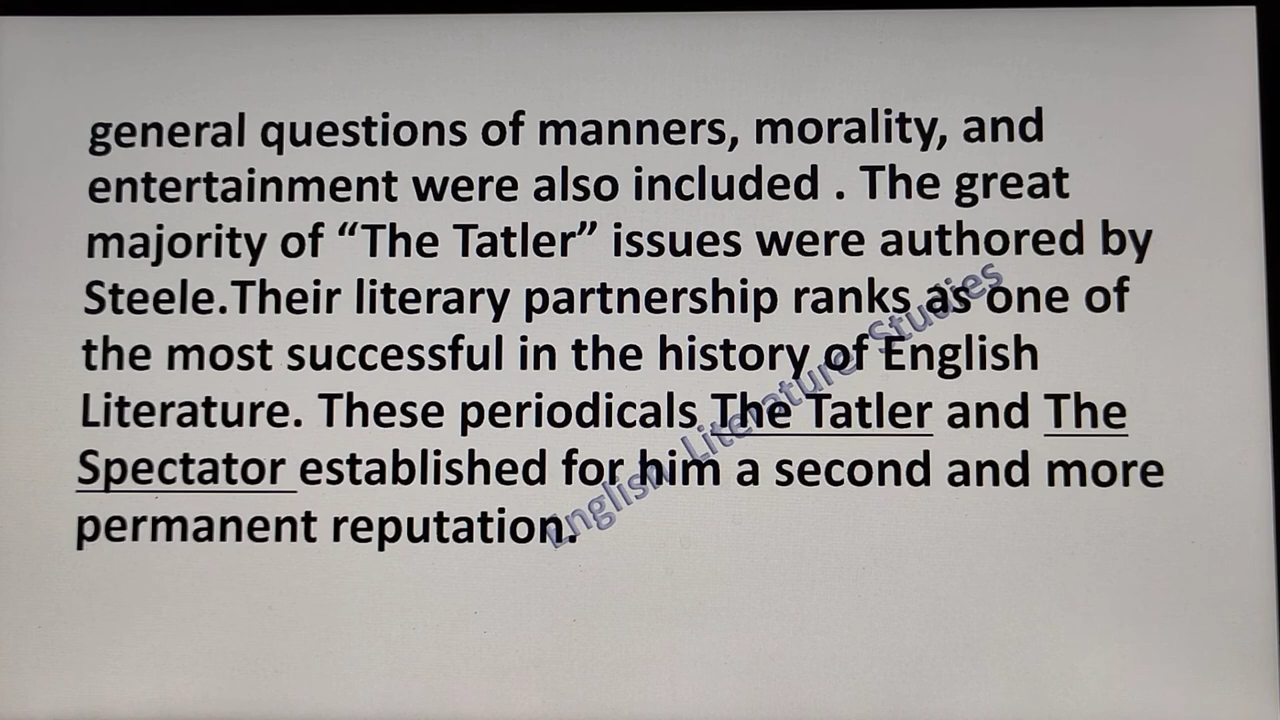 general questions of manners, morality, and
entertainment were also included . The great
majority of “The Tatler” issues were authored by
Steele.Their literary partnership ranks as one of
the most successful in the history of English
Literature. These periodicals The Tatler and The
Spectator established for him a second and more
permanent reputation.
English Literature Studies